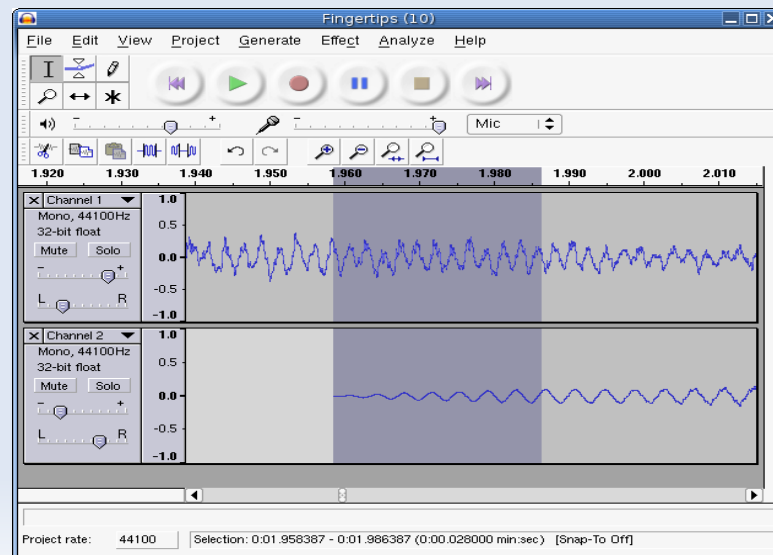 Fingertips (10)
File Edit View Project Generate Effect Analyze Help
- + - + Mic
1.920 1.930 1.940 1.950 1.960 1.970 1.980 1.990 2.000 2.010
X Channel 1
Mono, 44100Hz
32-bit float
Mute Solo
- +
L R
1.0
0.5
0.0
-0.5
-1.0
X Channel 2
Mono, 44100Hz
32-bit float
Mute Solo
- +
L R
1.0
0.5
0.0
-0.5
-1.0
Project rate: 44100 Selection: 0:01.958387 - 0:01.986387 (0:00.028000 min:sec) [Snap-To Off]